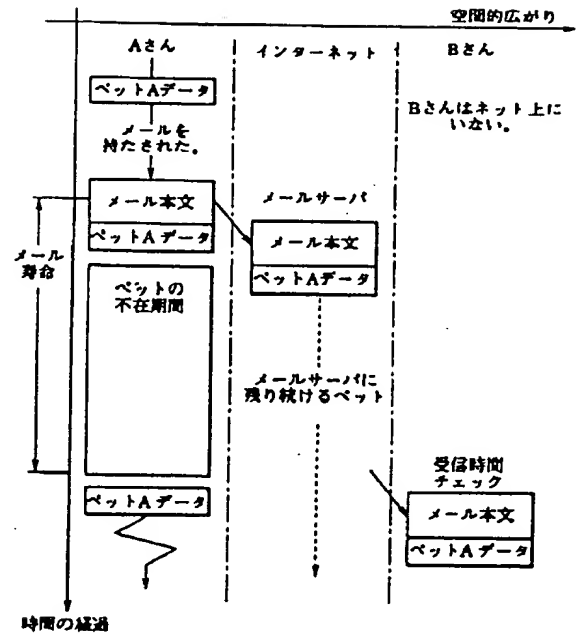 空間的広がり
Aさん
インターネット
Bさん
ペットAデータ
Bさんはネット上に
いない。
メールを
持たされた。
メール本文
ペットAデータ
メールサーバ
メール本文
ペットAデータ
メール
寿命
ペットの
不在期間
メールサーバに
残り続けるペット
受信時間
チェック
メール本文
ペットAデータ
ペットAデータ
時間の経過